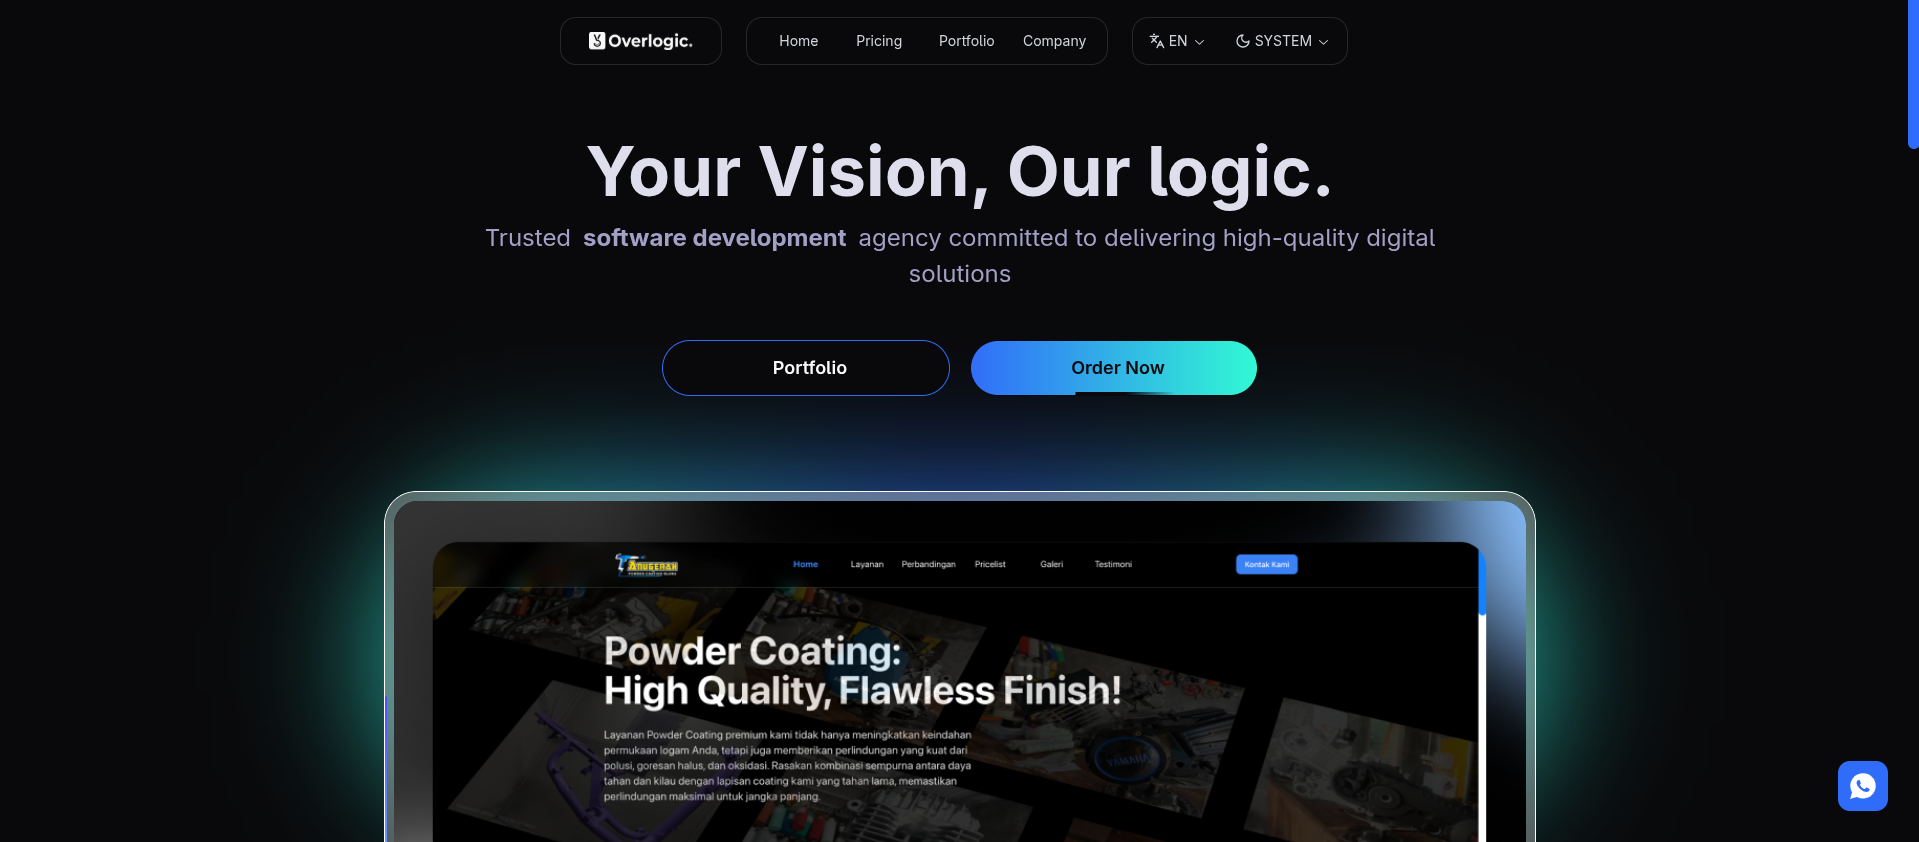 Overlogic.
Home Pricing Portfolio Company
EN SYSTEM
Your Vision, Our logic.
Trusted software development agency committed to delivering high-quality digital
solutions
Portfolio
Order Now
ANUGERAH
Home Layanan Perbandingan Pricelist Galeri Testimoni
Kontak Kami
Powder Coating:
High Quality, Flawless Finish!
Layanan Powder Coating premium kami tidak hanya meningkatkan keindahan
permukaan logam Anda, tetapi juga memberikan perlindungan yang kuat dari
polusi, goresan halus, dan oksidasi. Rasakan kombinasi sempurna antara daya
tahan dan kilau dengan lapisan coating kami yang tahan lama, memastikan
perlindungan maksimal untuk jangka panjang.
YAMAHA